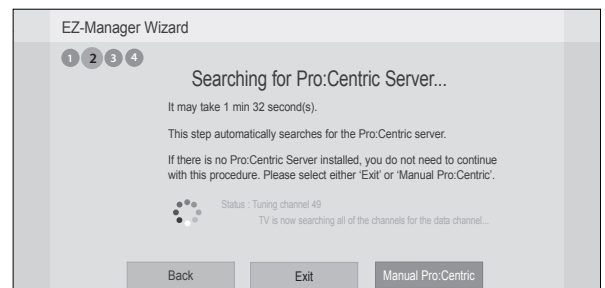 EZ-Manager Wizard
1 2 3 4
Searching for Pro:Centric Server...
It may take 1 min 32 second(s).
This step automatically searches for the Pro:Centric server.
If there is no Pro:Centric Server installed, you do not need to continue
with this procedure. Please select either ‘Exit’ or ‘Manual Pro:Centric’.
Status : Tuning channel 49
TV is now searching all of the channels for the data channel...
Back Exit Manual Pro:Centric